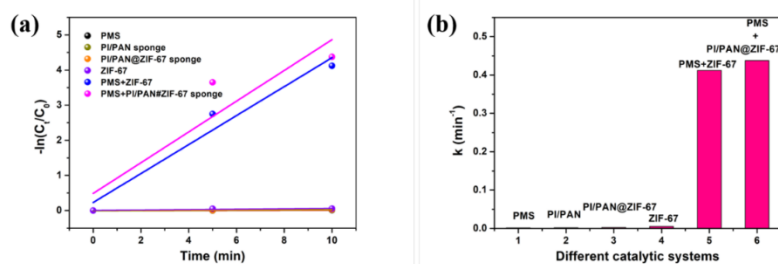 (a)
-ln(Ct/C0)
-5
-4
-3
-2
-1
0
0
2
4
6
8
10
Time (min)
PMS
PI/PAN sponge
PI/PAN@ZIF-67 sponge
ZIF-67
PMS+ZIF-67
PMS+PI/PAN#ZIF-67 sponge
(b)
k (min-1)
0.5
0.4
0.3
0.2
0.1
0.0
PMS
PI/PAN
PI/PAN@ZIF-67
ZIF-67
PMS+ZIF-67
PMS
+
PI/PAN@ZIF-67
1
2
3
4
5
6
Different catalytic systems